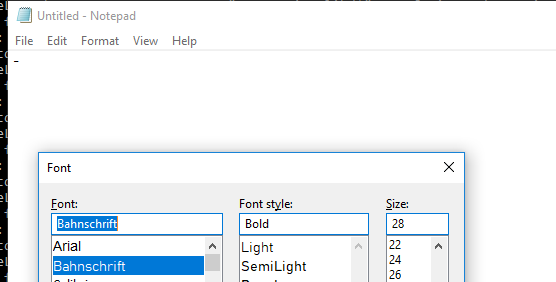 Untitled - Notepad
File Edit Format View Help
-
Font
Font: Font style: Size:
Bahnschrift Bold 28
Arial Light 22
Bahnschrift SemiLight 24
26